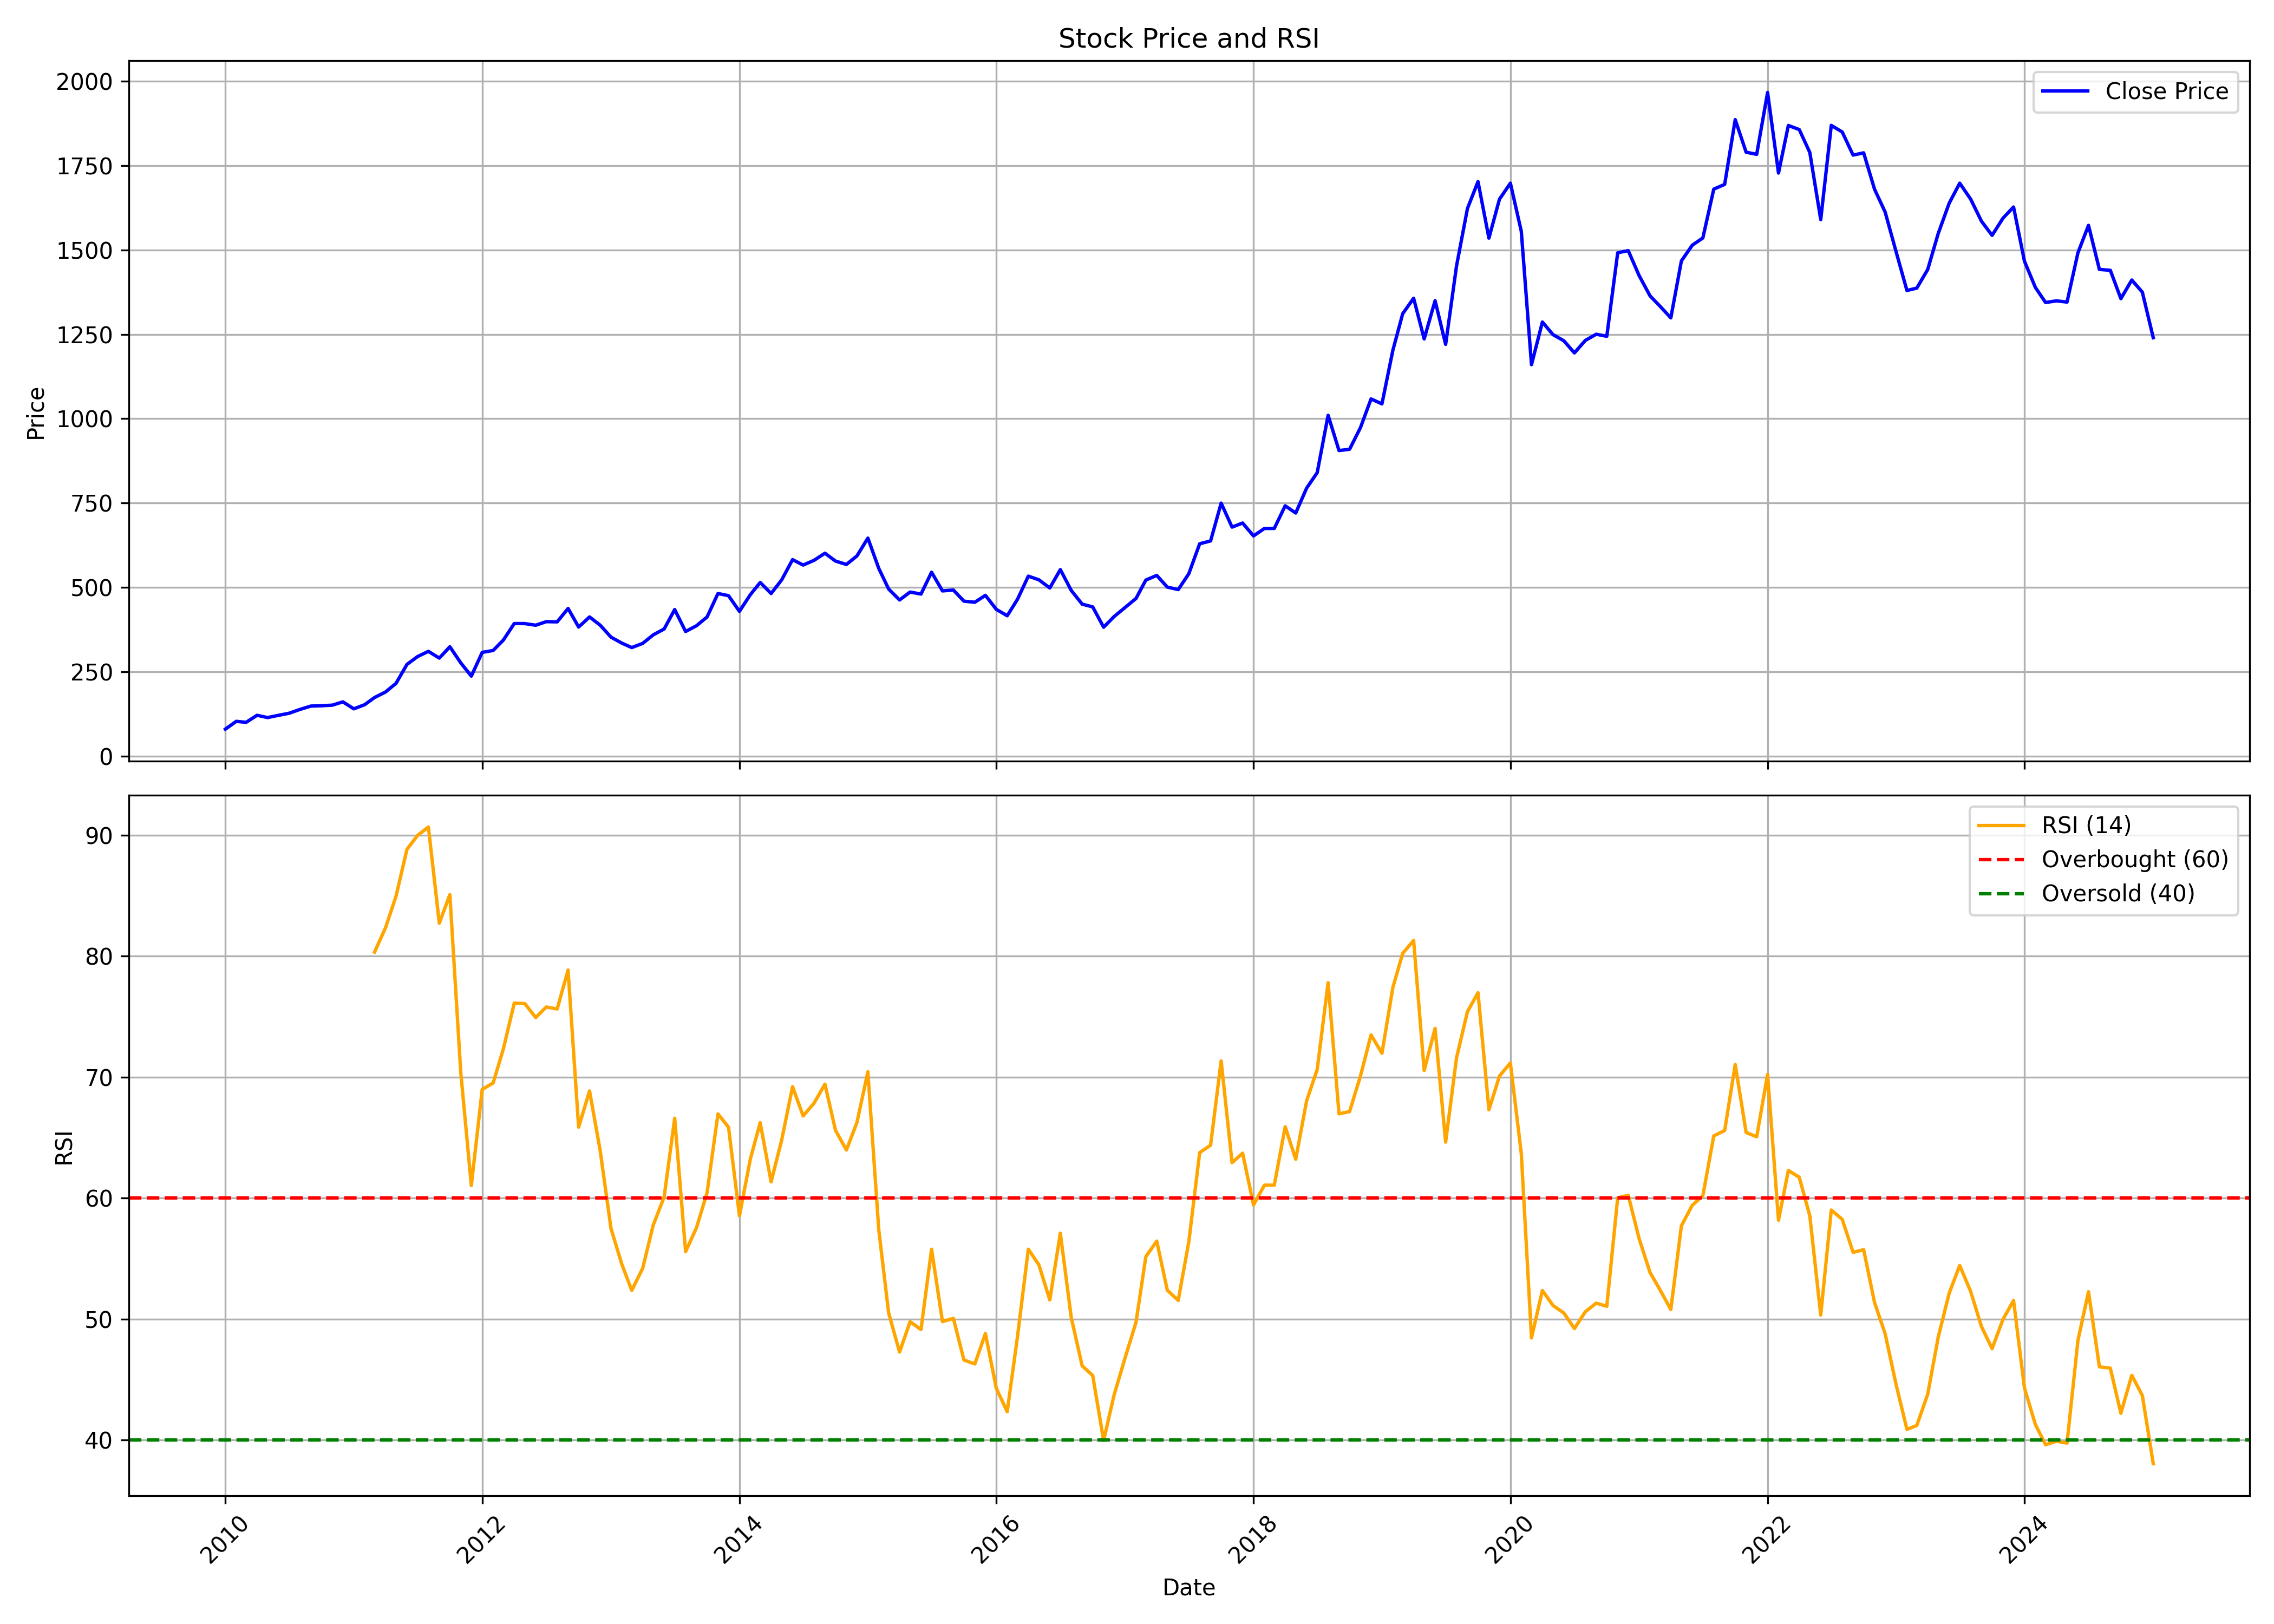 Stock Price and RSI
Close Price
2000
1750
1500
1250
1000
750
500
250
0
Price
RSI (14)
Overbought (60)
Oversold (40)
90
80
70
60
50
40
RSI
2010 2012 2014 2016 2018 2020 2022 2024
Date